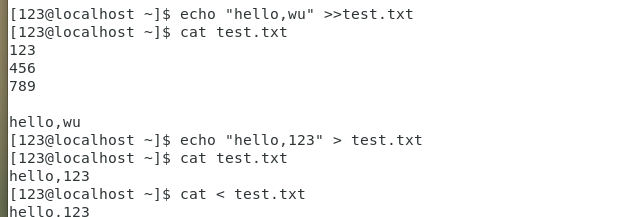 [123@localhost ~]$ echo "hello,wu" >>test.txt
[123@localhost ~]$ cat test.txt
123
456
789

hello,wu
[123@localhost ~]$ echo "hello,123" > test.txt
[123@localhost ~]$ cat test.txt
hello,123
[123@localhost ~]$ cat < test.txt
hello,123